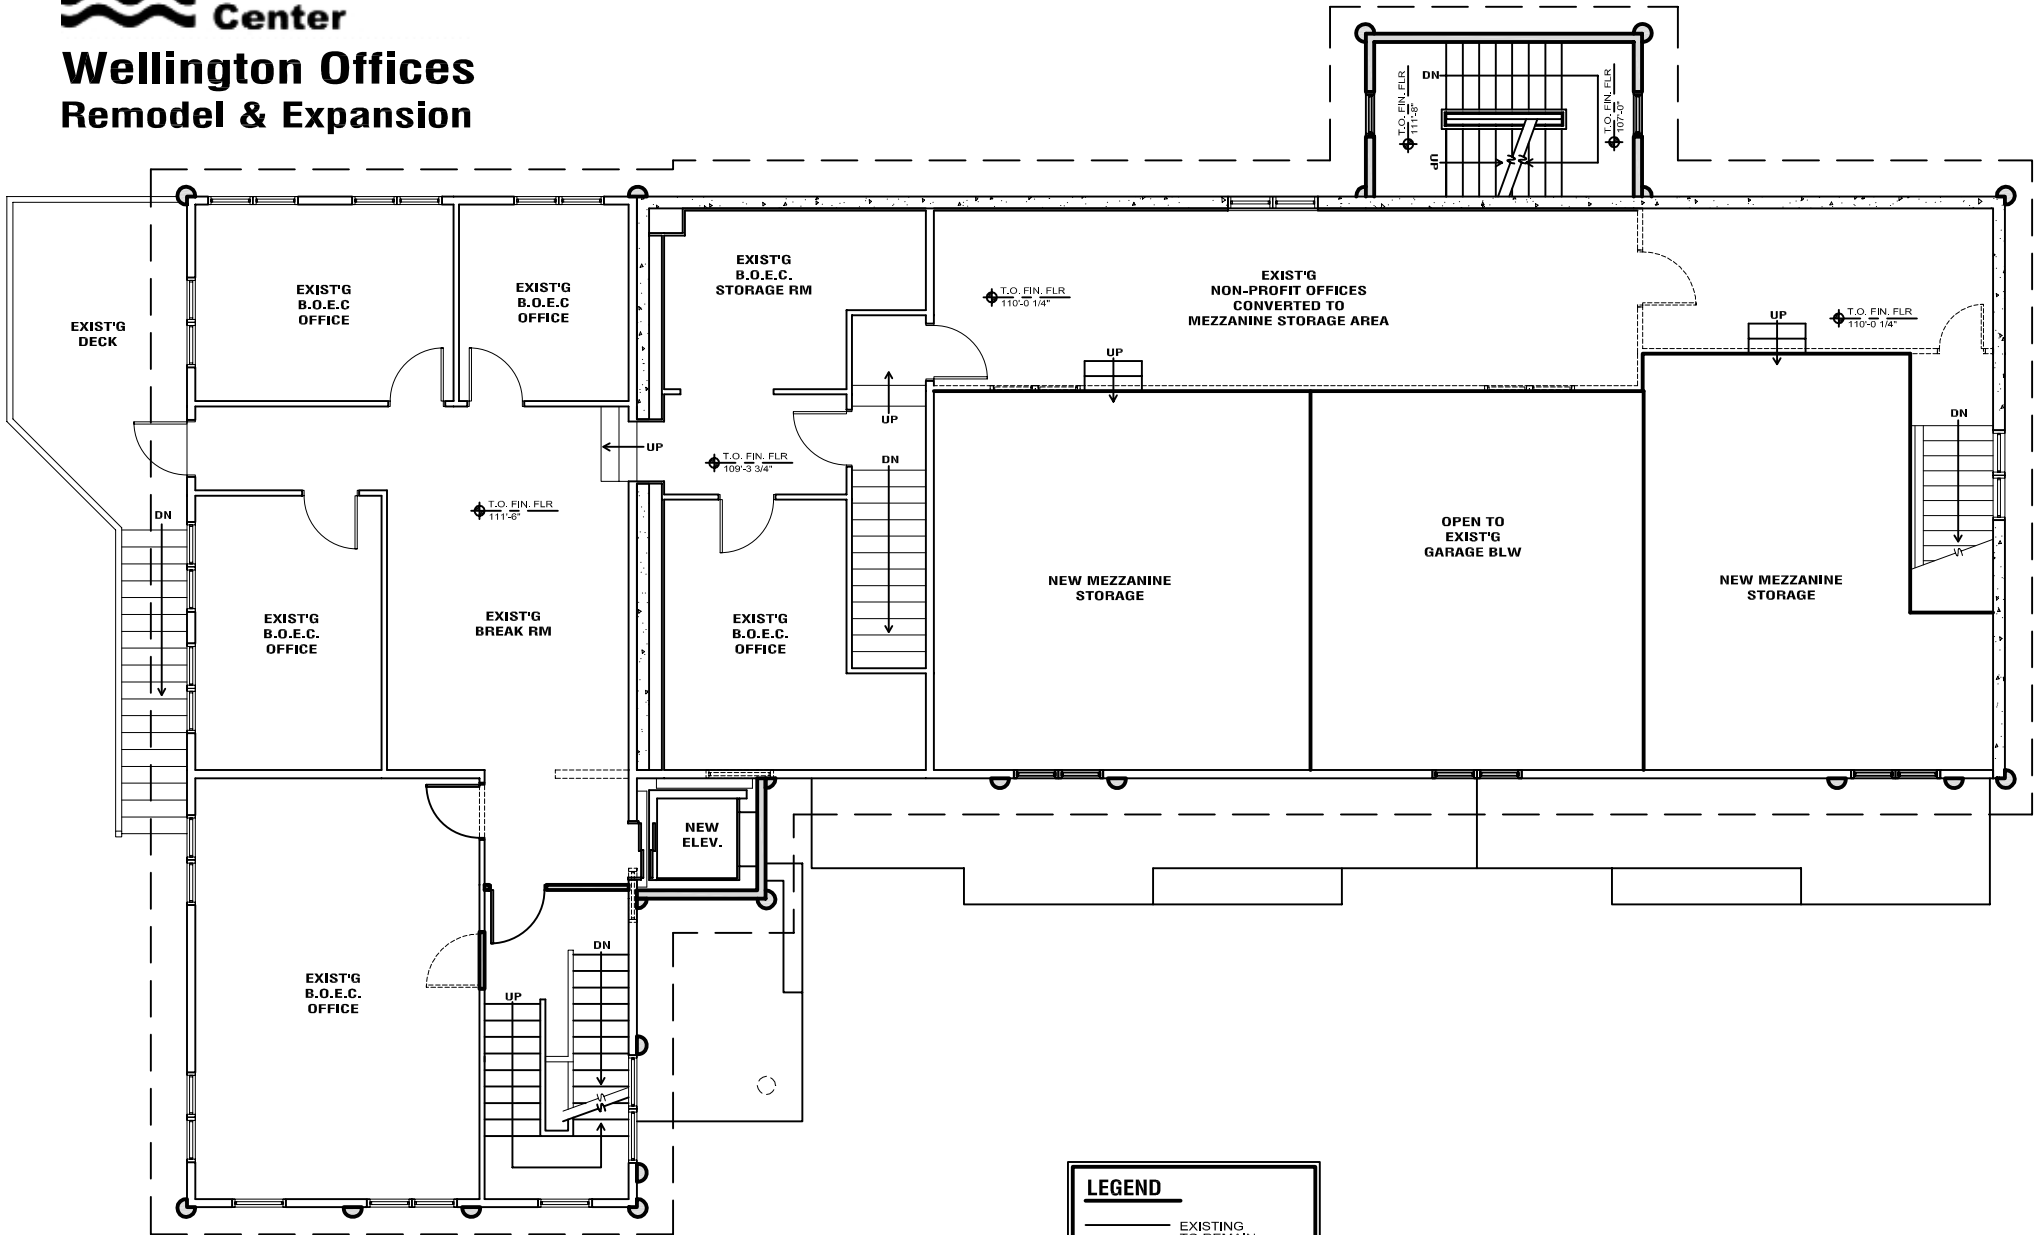 Center
Wellington Offices
Remodel & Expansion
DN
T.O. FIN. FLR
111'-8"
T.O. FIN. FLR
107'-0"
UP
EXIST'G
DECK
EXIST'G
B.O.E.C
OFFICE
EXIST'G
B.O.E.C
OFFICE
EXIST'G
B.O.E.C.
STORAGE RM
T.O. FIN. FLR
110'-0 1/4"
EXIST'G
NON-PROFIT OFFICES
CONVERTED TO
MEZZANINE STORAGE AREA
UP
T.O. FIN. FLR
110'-0 1/4"
UP
UP
UP
DN
DN
T.O. FIN. FLR
109'-3 3/4"
T.O. FIN. FLR
111'-6"
DN
OPEN TO
EXIST'G
GARAGE BLW
NEW MEZZANINE
STORAGE
NEW MEZZANINE
STORAGE
EXIST'G
B.O.E.C.
OFFICE
EXIST'G
BREAK RM
EXIST'G
B.O.E.C.
OFFICE
NEW
ELEV.
DN
EXIST'G
B.O.E.C.
OFFICE
UP
LEGEND
EXISTING
TO REMAIN